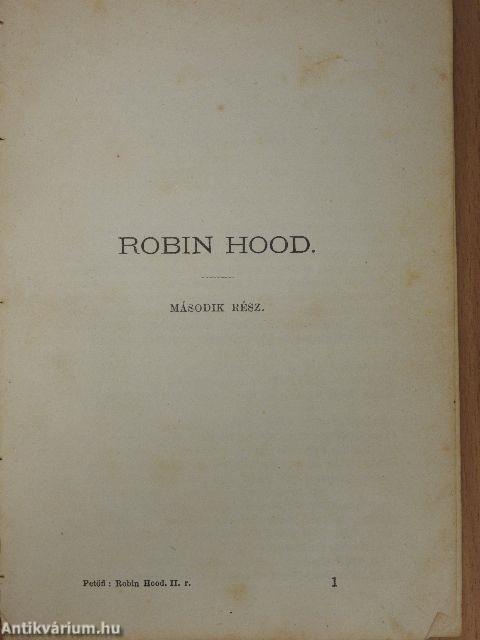 ROBIN HOOD.
MÁSODIK RÉSZ.
Petőfi : Robin Hood. II. r. 1
Antikvárium.hu